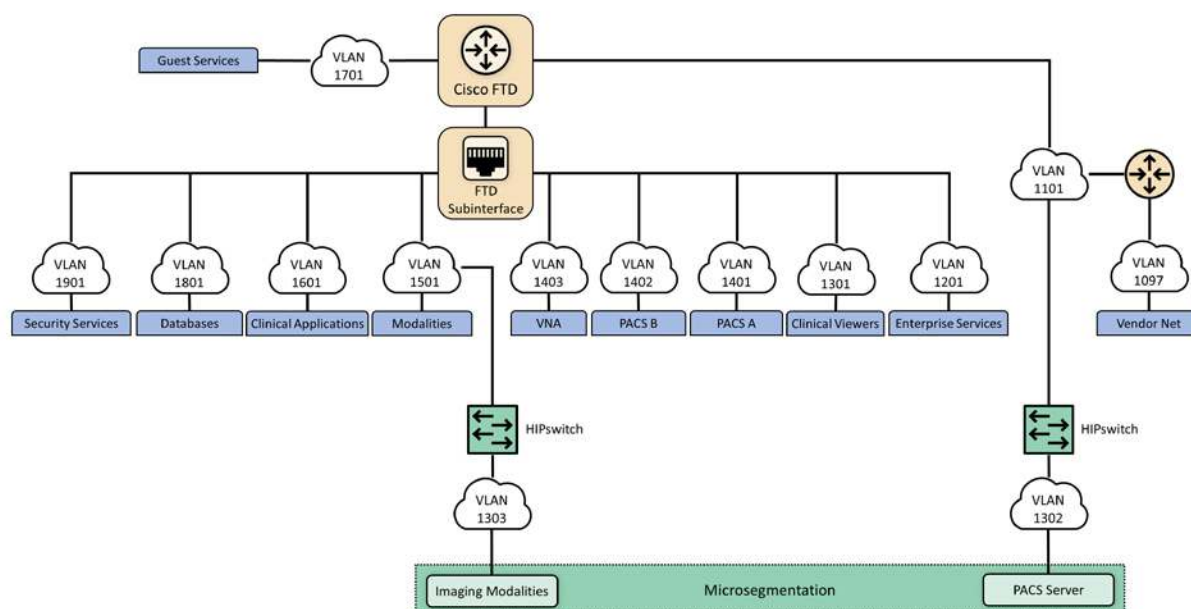 Guest Services
VLAN
1701
Cisco FTD
FTD
Subinterface
VLAN
1101
VLAN
1901
VLAN
1801
VLAN
1601
VLAN
1501
VLAN
1403
VLAN
1402
VLAN
1401
VLAN
1301
VLAN
1201
VLAN
1097
Security Services
Databases
Clinical Applications
Modalities
VNA
PACS B
PACS A
Clinical Viewers
Enterprise Services
Vendor Net
HIPswitch
HIPswitch
VLAN
1303
VLAN
1302
Imaging Modalities
Microsegmentation
PACS Server